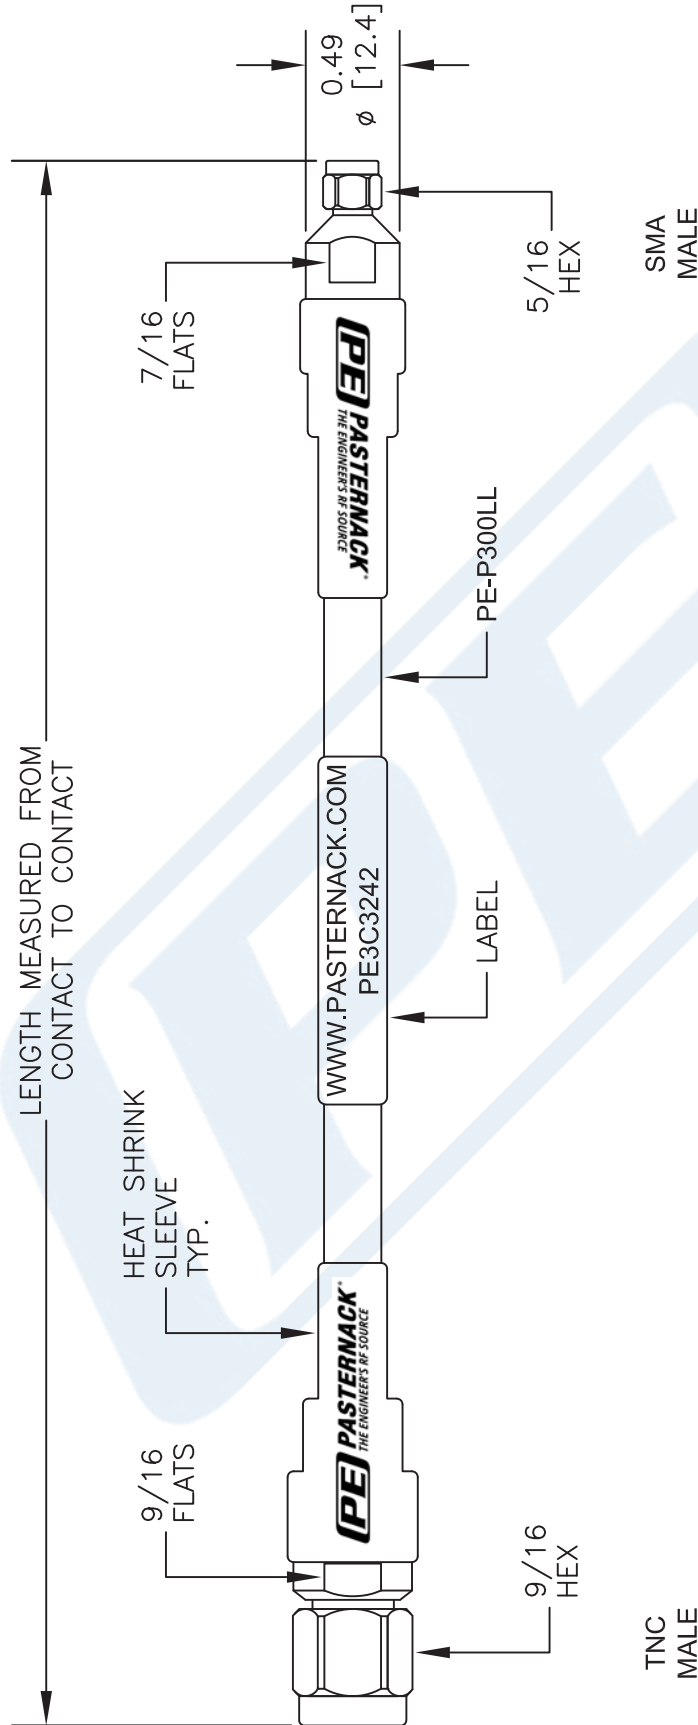 LENGTH MEASURED FROM
CONTACT TO CONTACT
9/16
FLATS
HEAT SHRINK
SLEEVE
TYP.
7/16
FLATS
0.49
ø [12.4]
PE PASTERNACK®
THE ENGINEER'S RF SOURCE
WWW.PASTERNACK.COM
PE3C3242
PE PASTERNACK®
THE ENGINEER'S RF SOURCE
9/16
HEX
LABEL
PE-P300LL
5/16
HEX
TNC
MALE
SMA
MALE
PE